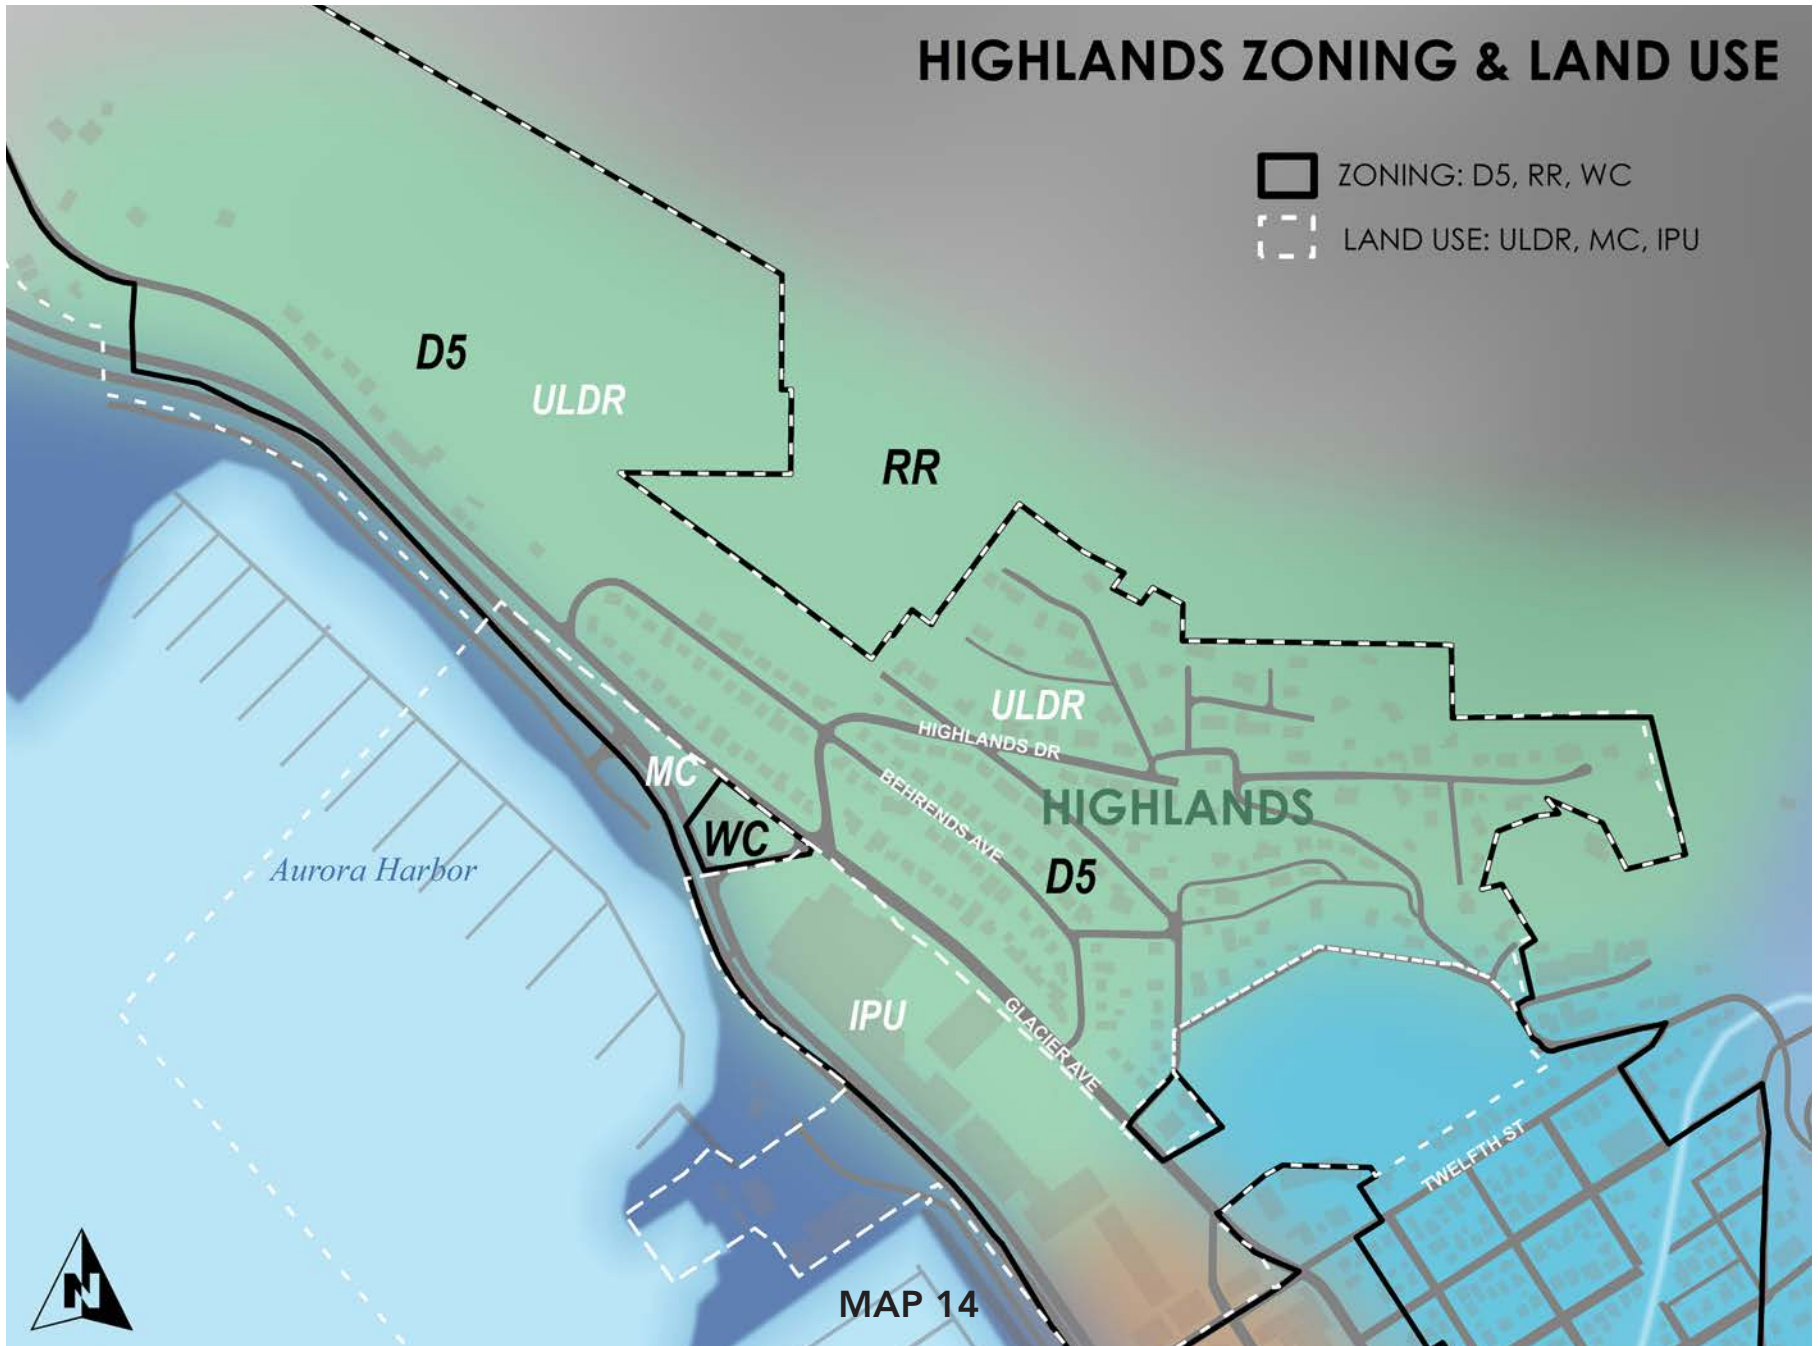 HIGHLANDS ZONING & LAND USE
ZONING: D5, RR, WC
LAND USE: ULDR, MC, IPU
D5
ULDR
RR
ULDR
HIGHLANDS DR
MC
BEHRENDS AVE
HIGHLANDS
WC
Aurora Harbor
D5
IPU
GLACIER AVE
TWELFTH ST
N
MAP 14